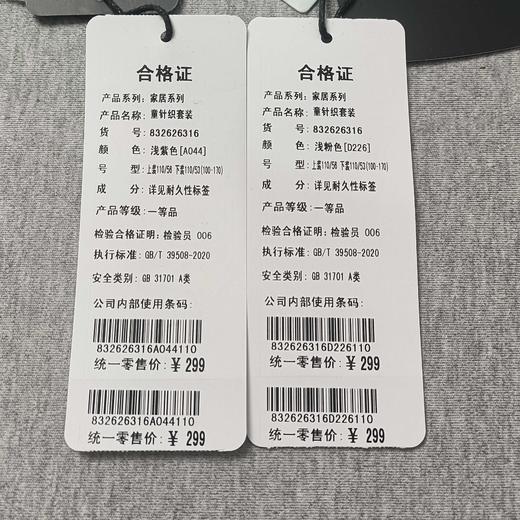 合格证
产品系列: 家居系列
产品名称: 童针织套装
货 号: 832626316
颜 色: 浅紫色[A044]
号 型: 上装110/56 下装110/53(100-170)
成 分: 详见耐久性标签
产品等级: 一等品
检验合格证明: 检验员 006
执行标准: GB/T 39508-2020
安全类别: GB 31701 A类
公司内部使用条码:
832626316A044110
统一零售价: ¥ 299
832626316A044110
统一零售价: ¥ 299
合格证
产品系列: 家居系列
产品名称: 童针织套装
货 号: 832626316
颜 色: 浅粉色[D226]
号 型: 上装110/56 下装110/53(100-170)
成 分: 详见耐久性标签
产品等级: 一等品
检验合格证明: 检验员 006
执行标准: GB/T 39508-2020
安全类别: GB 31701 A类
公司内部使用条码:
832626316D226110
统一零售价: ¥ 299
832626316D226110
统一零售价: ¥ 299